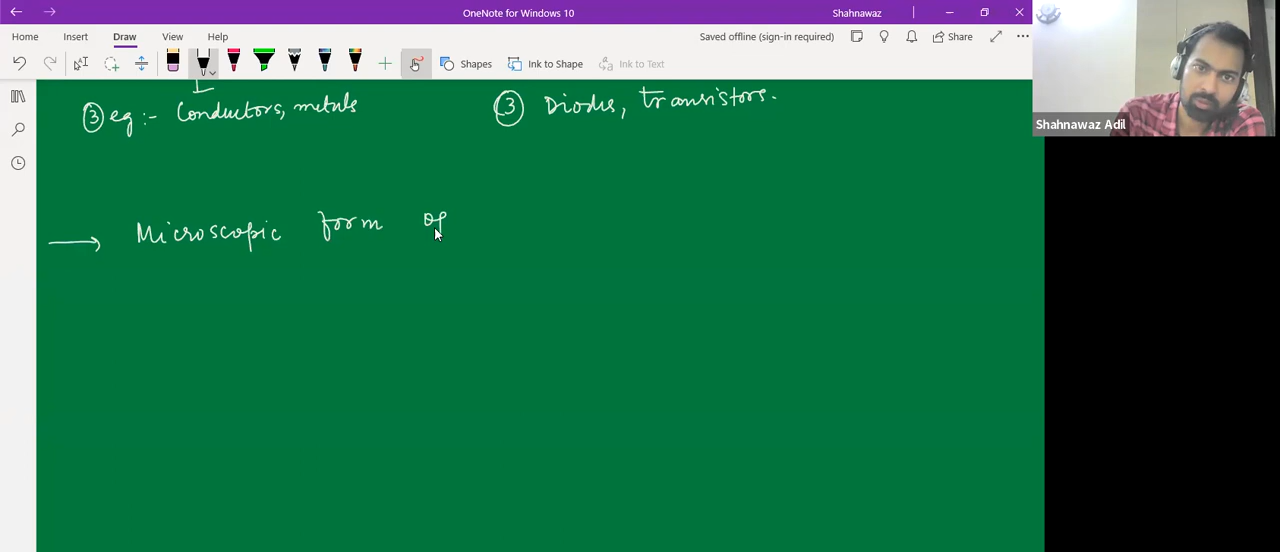 OneNote for Windows 10
Shahnawaz
Home Insert Draw View Help
Saved offline (sign in required)
Share
Shapes
Ink to Shape
Ink to Text
③ eg :- Conductors, metals
③ Diodes, transistors.
→ Microscopic form of
Shahnawaz Adil